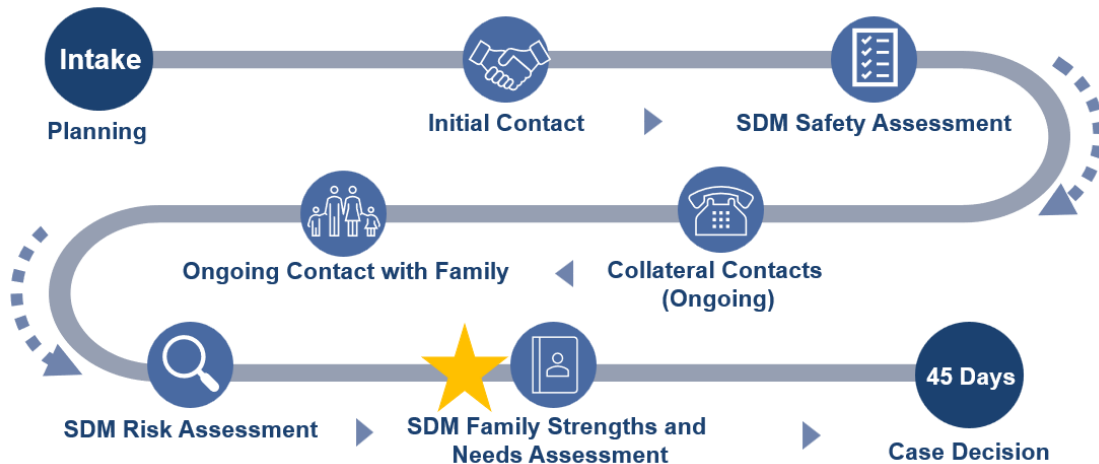 Intake
Planning
Initial Contact
SDM Safety Assessment
Ongoing Contact with Family
Collateral Contacts
(Ongoing)
SDM Risk Assessment
SDM Family Strengths and
Needs Assessment
45 Days
Case Decision